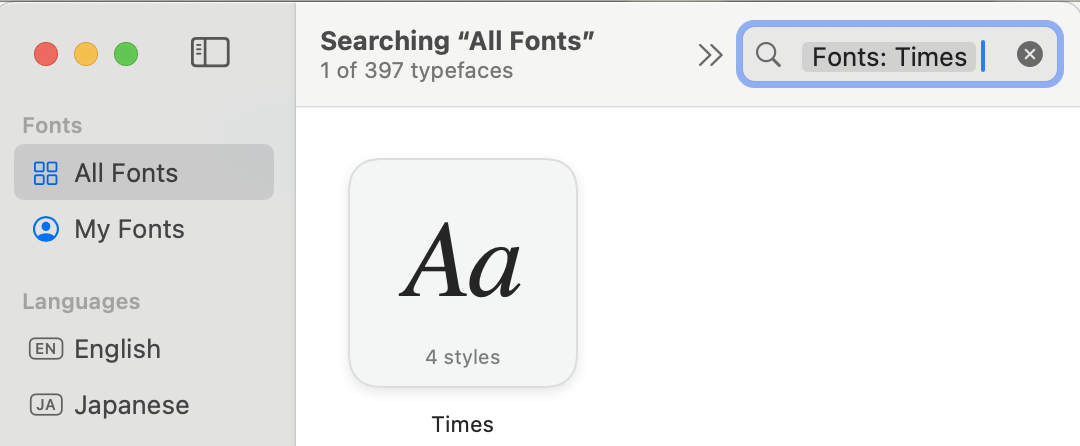 Searching “All Fonts”
1 of 397 typefaces
Fonts: Times
Fonts
All Fonts
My Fonts
Languages
EN English
JA Japanese
Aa
4 styles
Times